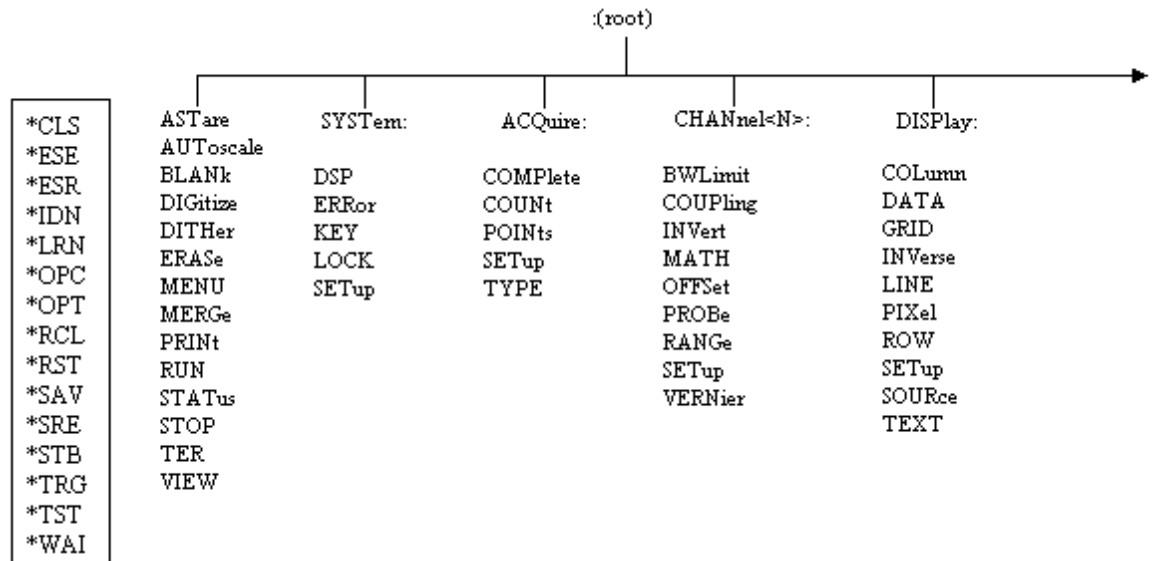 :(root)
*CLS
*ESE
*ESR
*IDN
*LRN
*OPC
*OPT
*RCL
*RST
*SAV
*SRE
*STB
*TRG
*TST
*WAI
ASTare
AUToscale
BLANk
DIGitize
DITHer
ERASe
MENU
MERGe
PRINt
RUN
STATus
STOP
TER
VIEW
SYSTem:
DSP
ERRor
KEY
LOCK
SETup
ACQuire:
COMPlete
COUNt
POINts
SETup
TYPE
CHANnel<N>:
BWLimit
COUPling
INVert
MATH
OFFSet
PROBe
RANGe
SETup
VERNier
DISPlay:
COLumn
DATA
GRID
INVerse
LINE
PIXel
ROW
SETup
SOURce
TEXT